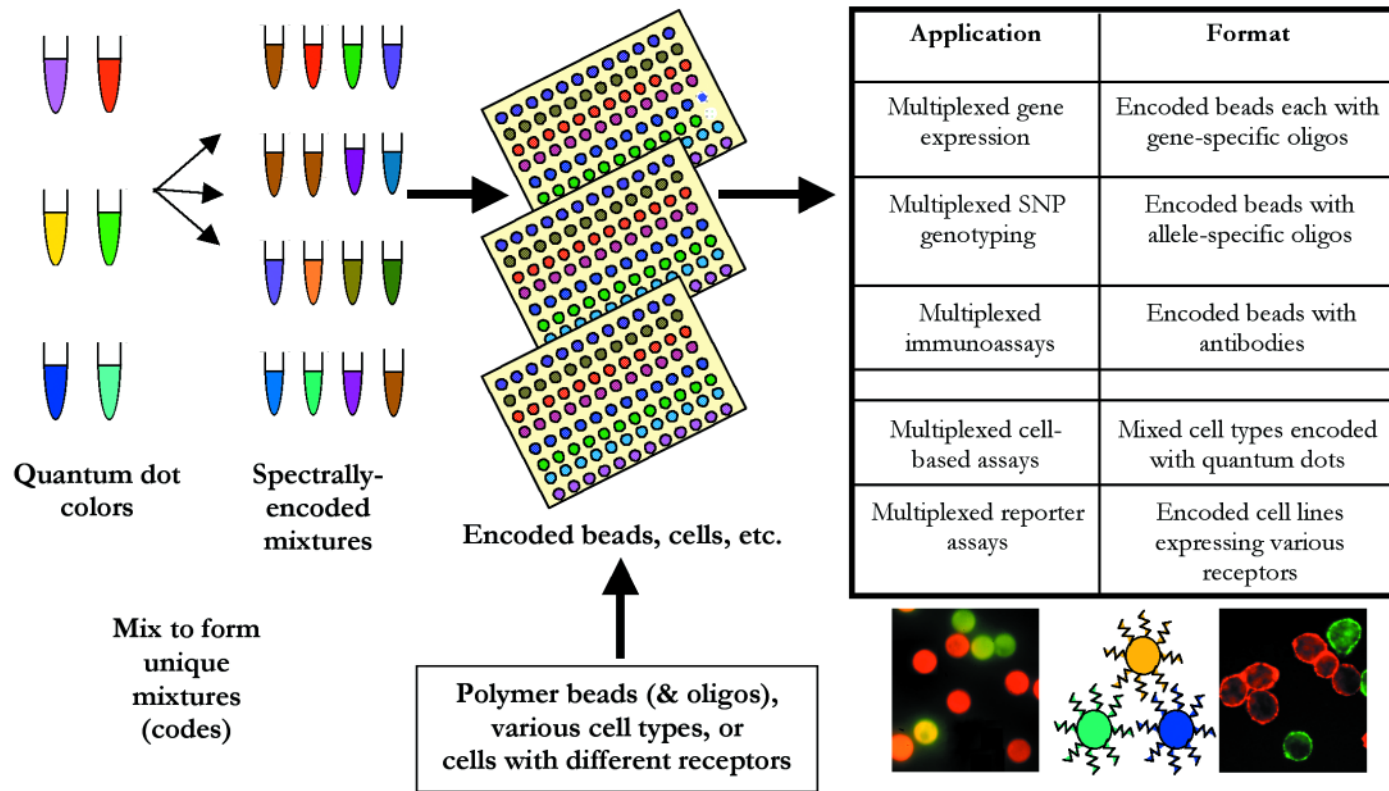 Quantum dot
colors
Spectrally-
encoded
mixtures
Mix to form
unique
mixtures
(codes)
Encoded beads, cells, etc.
Polymer beads (& oligos),
various cell types, or
cells with different receptors
Application
Format
Multiplexed gene
expression
Encoded beads each with
gene-specific oligos
Multiplexed SNP
genotyping
Encoded beads with
allele-specific oligos
Multiplexed
immunoassays
Encoded beads with
antibodies
Multiplexed cell-
based assays
Mixed cell types encoded
with quantum dots
Multiplexed reporter
assays
Encoded cell lines
expressing various
receptors